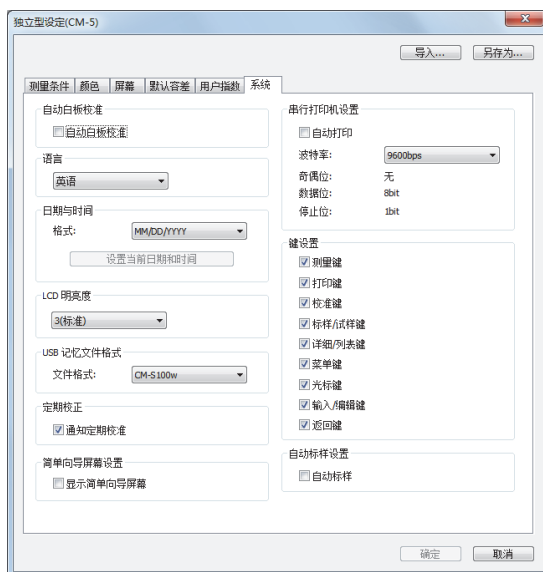 独立型设定(CM-5)
导入...
另存为...
测量条件 颜色 屏幕 默认容差 用户指数 系统
自动白板校准
自动白板校准
语言
英语
日期与时间
格式: MM/DD/YYYY
设置当前日期和时间
LCD 明亮度
3(标准)
USB 记忆文件格式
文件格式: CM-S100w
定期校正
通知定期校准
简单向导屏幕设置
显示简单向导屏幕
串行打印机设置
自动打印
波特率: 9600bps
奇偶位: 无
数据位: 8bit
停止位: 1bit
键设置
测量键
打印键
校准键
标样/试样键
详细/列表键
菜单键
光标键
输入/编辑键
返回键
自动标样设置
自动标样
确定
取消